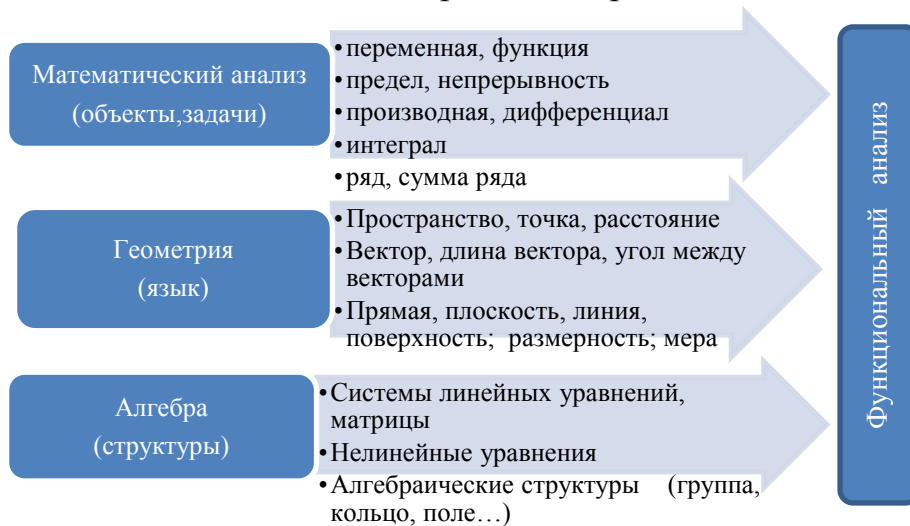 Математический анализ
(объекты,задачи)
•переменная, функция
•предел, непрерывность
•производная, дифференциал
•интеграл
•ряд, сумма ряда
Геометрия
(язык)
•Пространство, точка, расстояние
•Вектор, длина вектора, угол между
векторами
•Прямая, плоскость, линия,
поверхность; размерность; мера
Алгебра
(структуры)
•Системы линейных уравнений,
матрицы
•Нелинейные уравнения
•Алгебраические структуры (группа,
кольцо, поле…)
Функциональный анализ